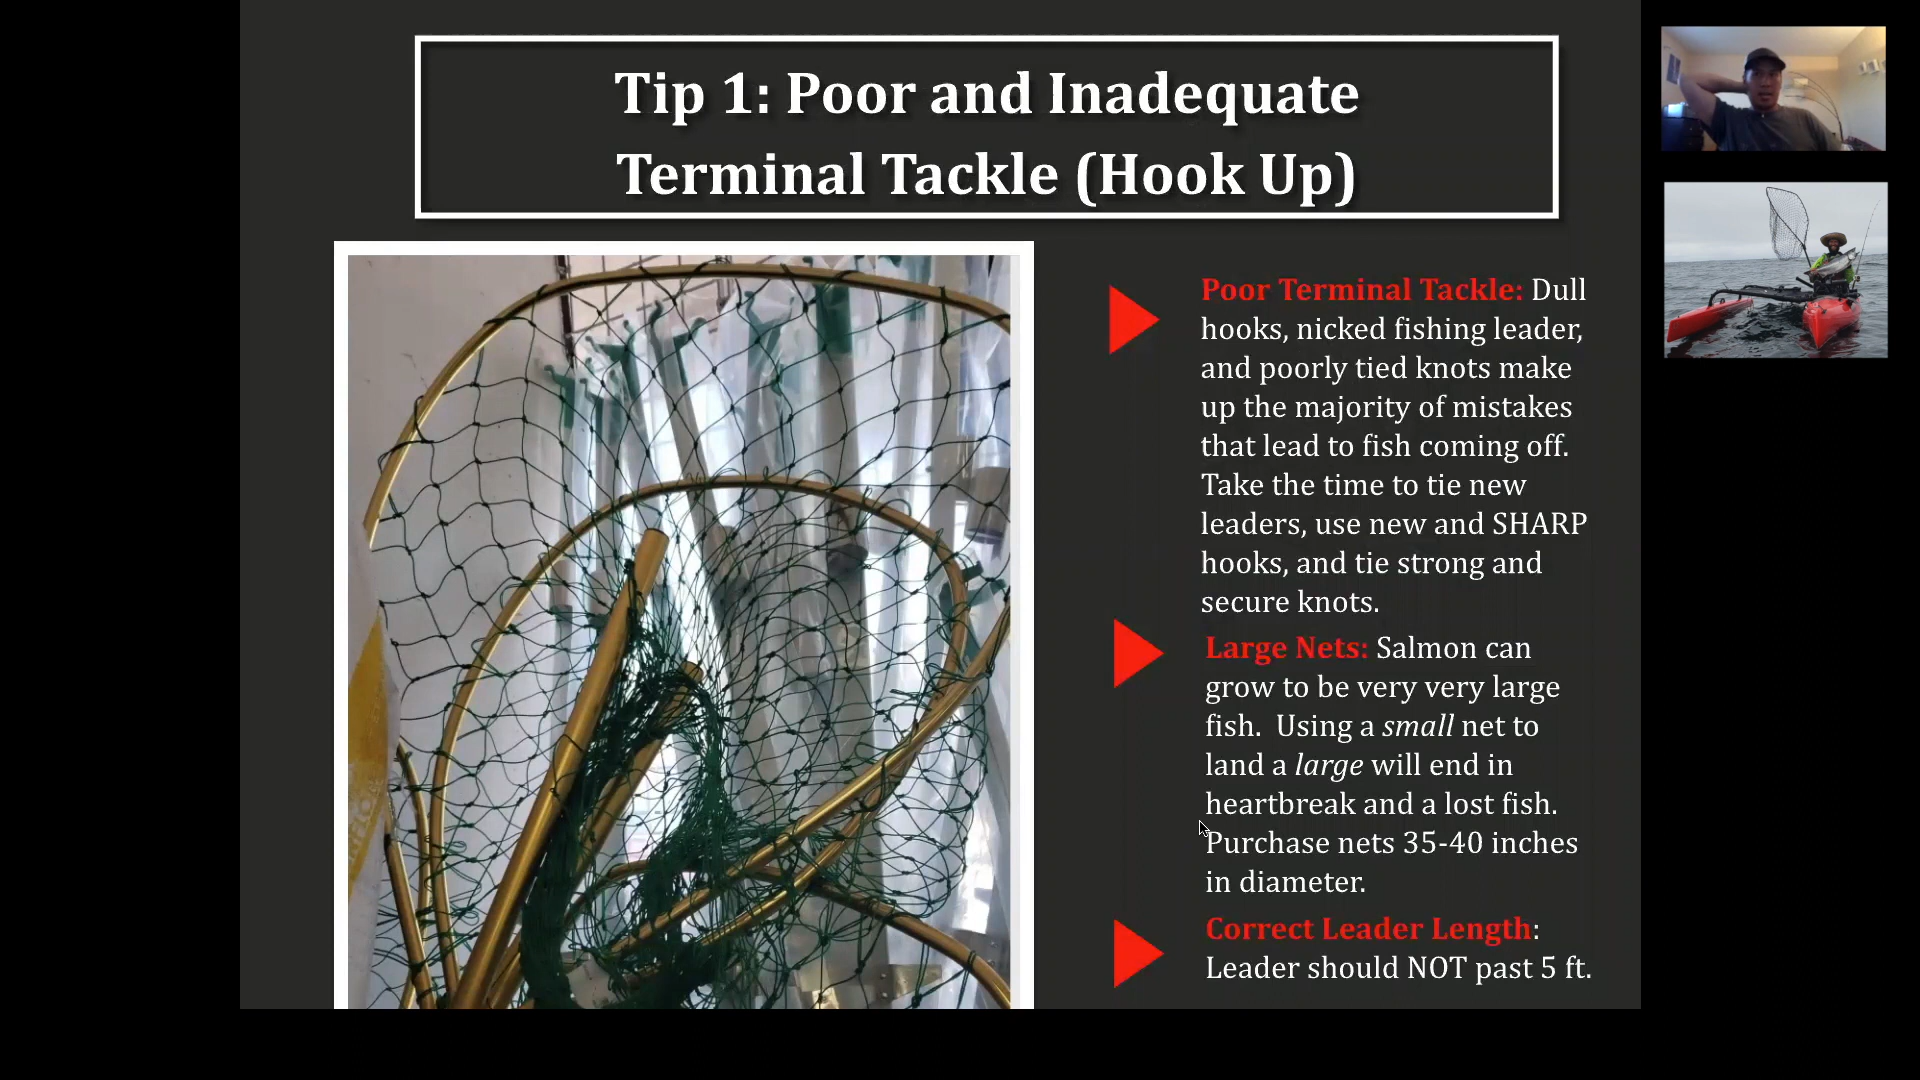 Tip 1: Poor and Inadequate
Terminal Tackle (Hook Up)
Poor Terminal Tackle: Dull
hooks, nicked fishing leader,
and poorly tied knots make
up the majority of mistakes
that lead to fish coming off.
Take the time to tie new
leaders, use new and SHARP
hooks, and tie strong and
secure knots.
Large Nets: Salmon can
grow to be very very large
fish.  Using a small net to
land a large will end in
heartbreak and a lost fish.
Purchase nets 35-40 inches
in diameter.
Correct Leader Length:
Leader should NOT past 5 ft.